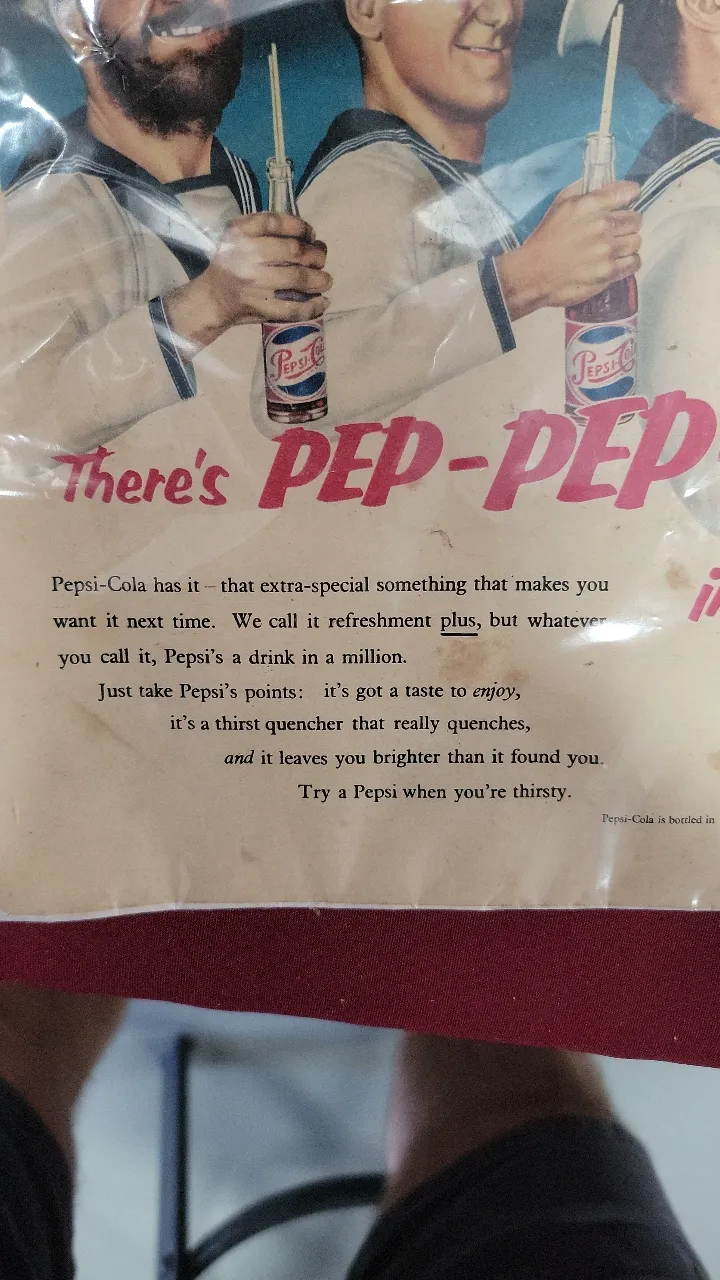 PEPSI-Co
PEPSI-Co
There's PEP-PEP-
Pepsi-Cola has it – that extra-special something that makes you
want it next time. We call it refreshment plus, but whatever
you call it, Pepsi's a drink in a million.
Just take Pepsi's points: it's got a taste to enjoy,
it's a thirst quencher that really quenches,
and it leaves you brighter than it found you.
Try a Pepsi when you're thirsty.
Pepsi-Cola is bottled in